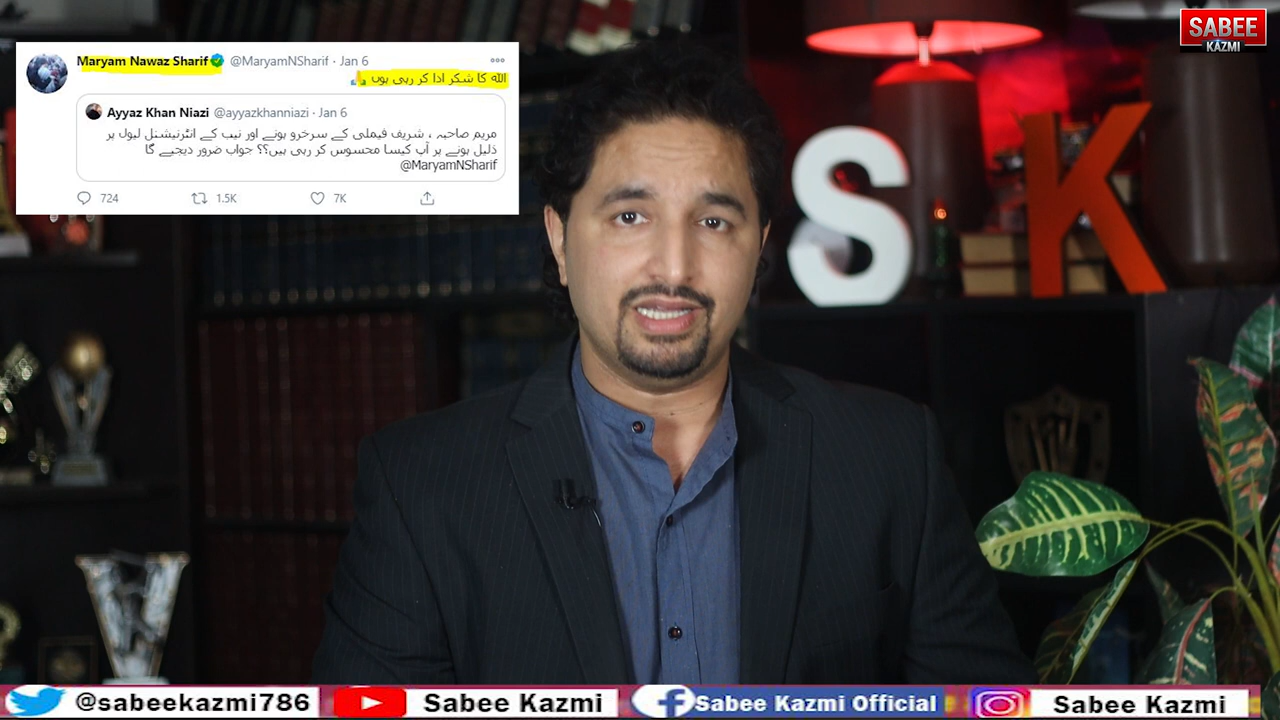 SABEE
KAZMI
Maryam Nawaz Sharif @MaryamNSharif · Jan 6
الله کا شکر ادا کر رہی ہوں
Ayyaz Khan Niazi @ayyazkhanniazi · Jan 6
مریم صاحبہ ، شریف فیملی کے سرخرو ہونے اور نیب کے انٹرنیشنل لیول پر
ذلیل ہونے پر آپ کیسا محسوس کر رہی ہیں؟؟ جواب ضرور دیجیے گا
@MaryamNSharif
724 1.5K 7K
S K
@sabeekazmi786 Sabee Kazmi Sabee Kazmi Official Sabee Kazmi